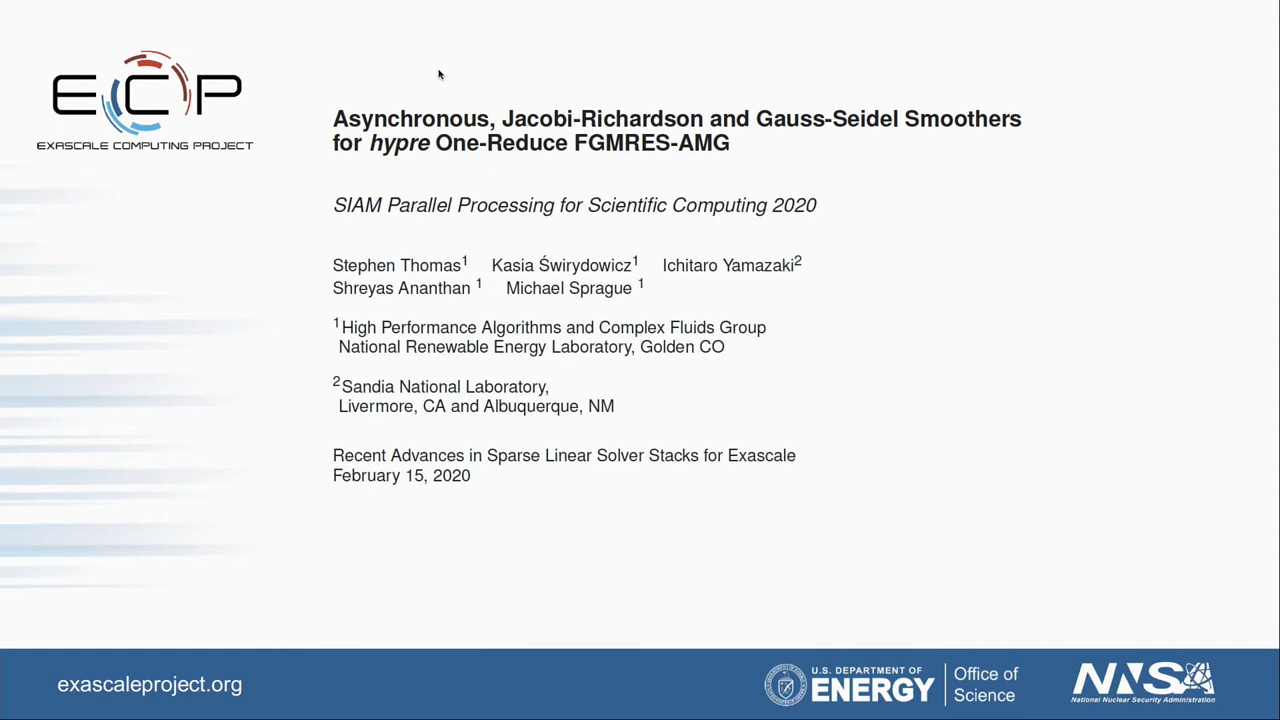 ECP
EXASCALE COMPUTING PROJECT
Asynchronous, Jacobi-Richardson and Gauss-Seidel Smoothers
for hypre One-Reduce FGMRES-AMG
SIAM Parallel Processing for Scientific Computing 2020
Stephen Thomas1 Kasia Świrydowicz1 Ichitaro Yamazaki2
Shreyas Ananthan 1 Michael Sprague 1
1High Performance Algorithms and Complex Fluids Group
National Renewable Energy Laboratory, Golden CO
2Sandia National Laboratory,
Livermore, CA and Albuquerque, NM
Recent Advances in Sparse Linear Solver Stacks for Exascale
February 15, 2020
exascaleproject.org
U.S. DEPARTMENT OF
ENERGY
Office of
Science
NNSA
National Nuclear Security Administration